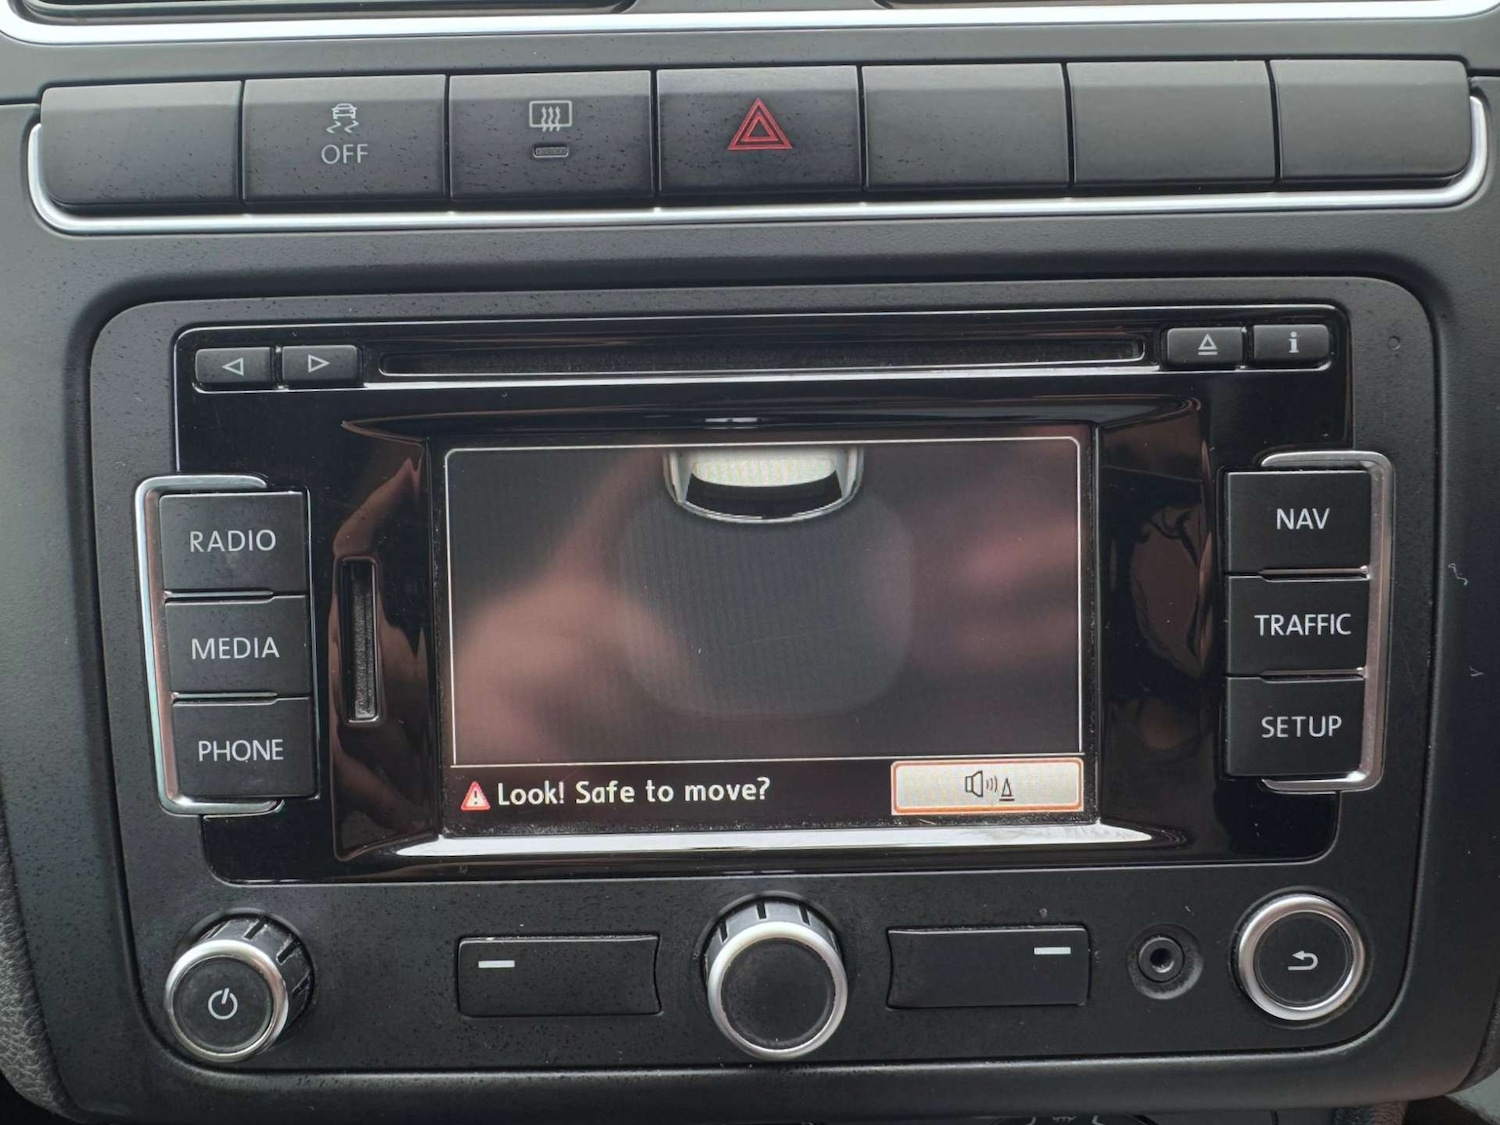 OFF
RADIO
MEDIA
PHONE
NAV
TRAFFIC
SETUP
i
Look! Safe to move?